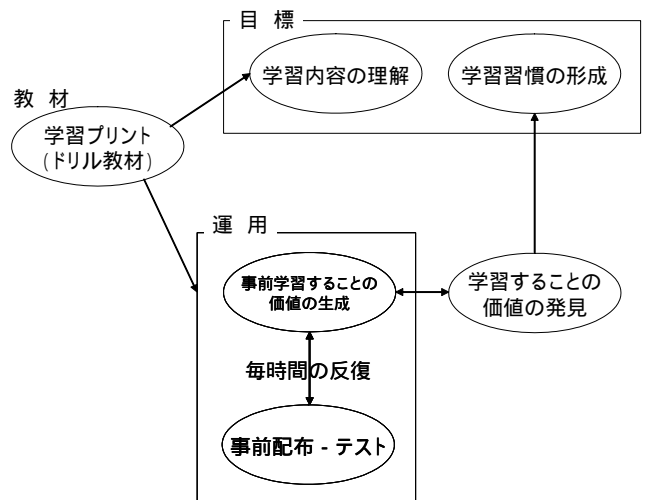 目 標
学習内容の理解
学習習慣の形成
教 材
学習プリント
(ドリル教材)
運 用
事前学習することの
価値の生成
学習することの
価値の発見
毎時間の反復
事前配布 - テスト